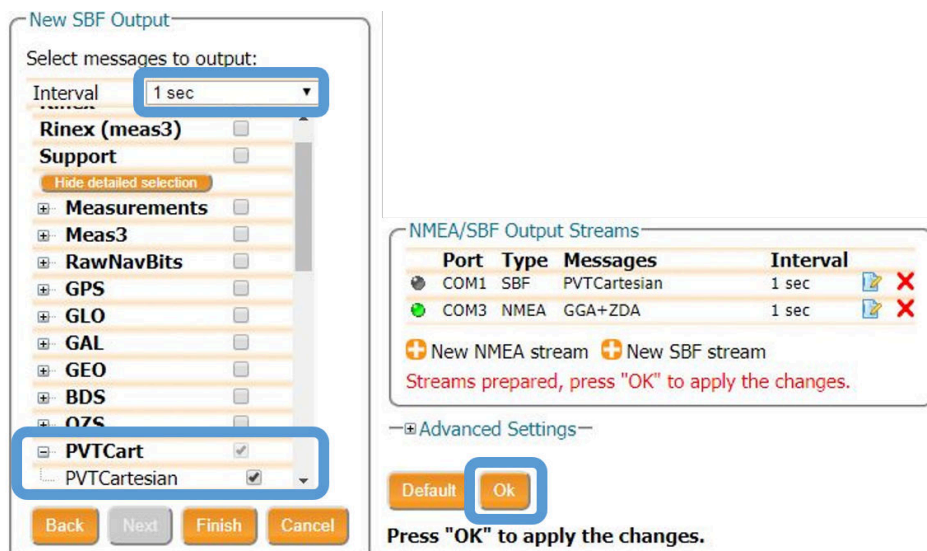 New SBF Output
Select messages to output:
Interval 1 sec
Rinex (meas3)
Support
Hide detailed selection
Measurements
Meas3
RawNavBits
GPS
GLO
GAL
GEO
BDS
QZS
PVTCart
PVTCartesian
Back Next Finish Cancel
NMEA/SBF Output Streams
Port Type Messages Interval
COM1 SBF PVTCartesian 1 sec
COM3 NMEA GGA+ZDA 1 sec
New NMEA stream New SBF stream
Streams prepared, press "OK" to apply the changes.
Advanced Settings
Default Ok
Press "OK" to apply the changes.